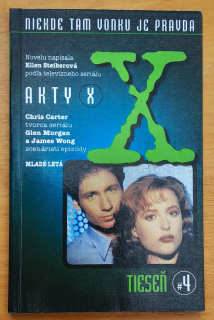 NIEKDE TAM VONKU JE PRAVDA
Novelu napísala
Ellen Steiberová
podľa televízneho seriálu
AKTY X
Chris Carter
tvorca seriálu
Glen Morgan
a James Wong
scenáristi epizódy
MLADÉ LETÁ
X
TIESEŇ #4